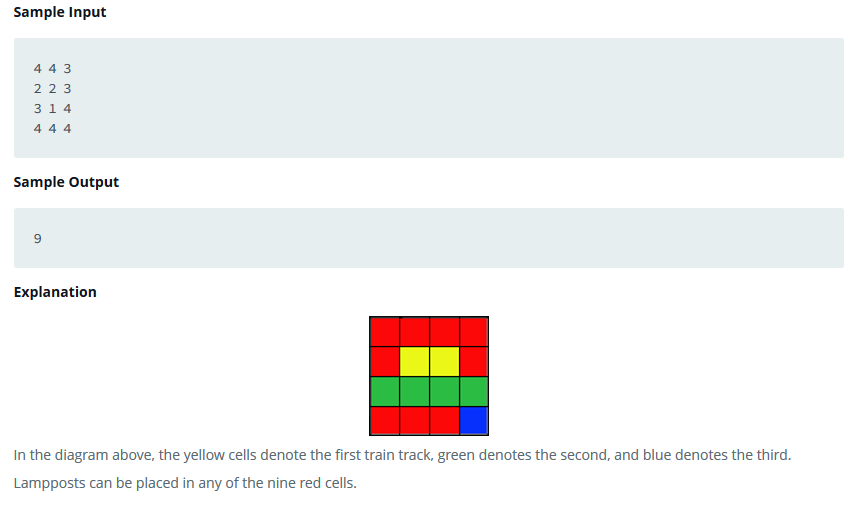 Sample Input
4 4 3
2 2 3
3 1 4
4 4 4
Sample Output
9
Explanation
In the diagram above, the yellow cells denote the first train track, green denotes the second, and blue denotes the third.
Lampposts can be placed in any of the nine red cells.